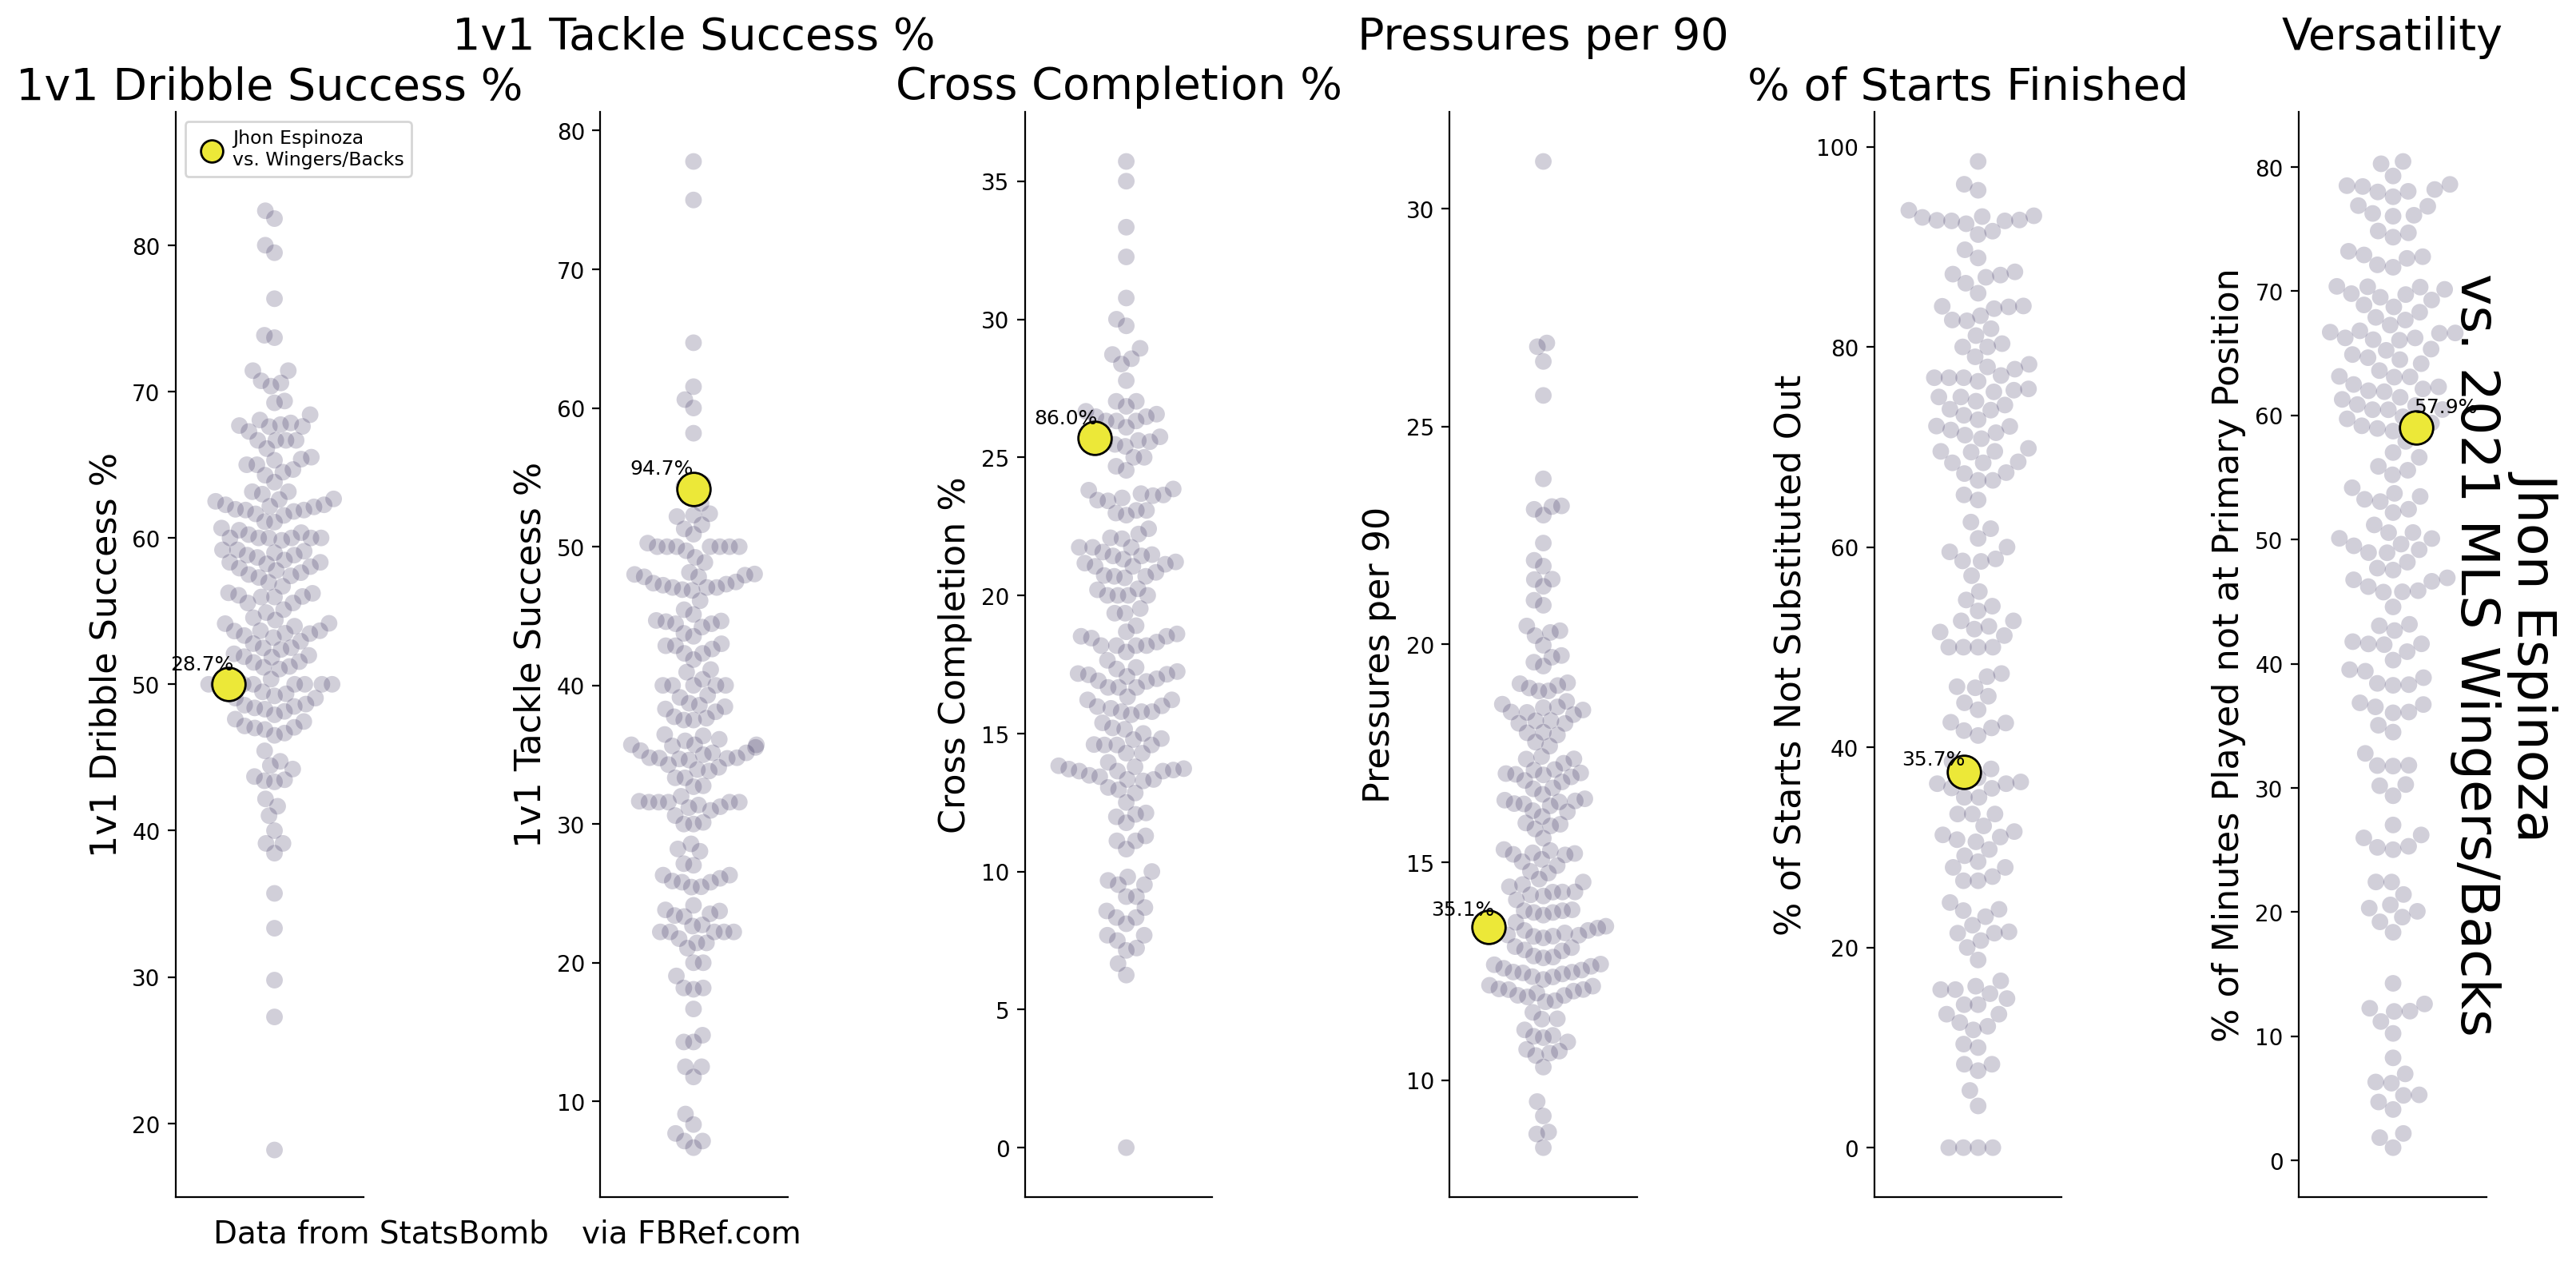 1v1 Tackle Success %
Pressures per 90
Versatility
1v1 Dribble Success %
Cross Completion %
% of Starts Finished
Jhon Espinoza
vs. Wingers/Backs
1v1 Dribble Success %
80
70
60
50
40
30
20
28.7%
1v1 Tackle Success %
80
70
60
50
40
30
20
10
94.7%
Cross Completion %
35
30
25
20
15
10
5
0
86.0%
Pressures per 90
30
25
20
15
10
35.1%
% of Starts Not Substituted Out
100
80
60
40
20
0
35.7%
% of Minutes Played not at Primary Position
80
70
60
50
40
30
20
10
0
57.9%
Jhon Espinoza
vs. 2021 MLS Wingers/Backs
Data from StatsBomb via FBRef.com